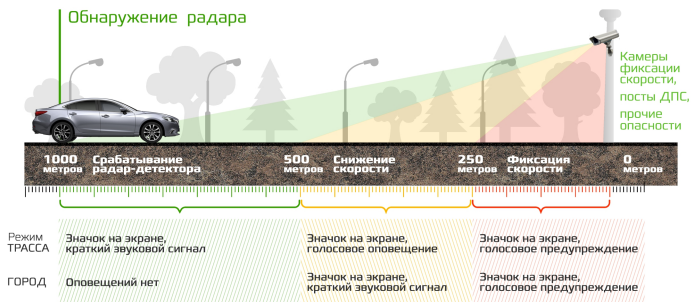 Обнаружение радара
Камеры
фиксации
скорости,
посты ДПС,
прочие
опасности
1000
метров
Срабатывание
радар-детектора
500
метров
Снижение
скорости
250
метров
Фиксация
скорости
0
метров
Режим
ТРАССА
Значок на экране,
краткий звуковой сигнал
Значок на экране,
голосовое оповещение
Значок на экране,
голосовое предупреждение
ГОРОД
Оповещений нет
Значок на экране,
краткий звуковой сигнал
Значок на экране,
голосовое предупреждение